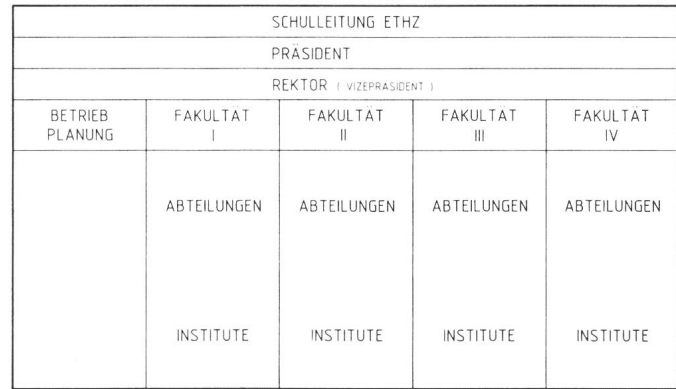 SCHULLEITUNG ETHZ
PRÄSIDENT
REKTOR ( VIZEPRÄSIDENT )
BETRIEB PLANUNG
FAKULTÄT I
FAKULTÄT II
FAKULTÄT III
FAKULTÄT IV
ABTEILUNGEN ABTEILUNGEN ABTEILUNGEN ABTEILUNGEN
INSTITUTE INSTITUTE INSTITUTE INSTITUTE